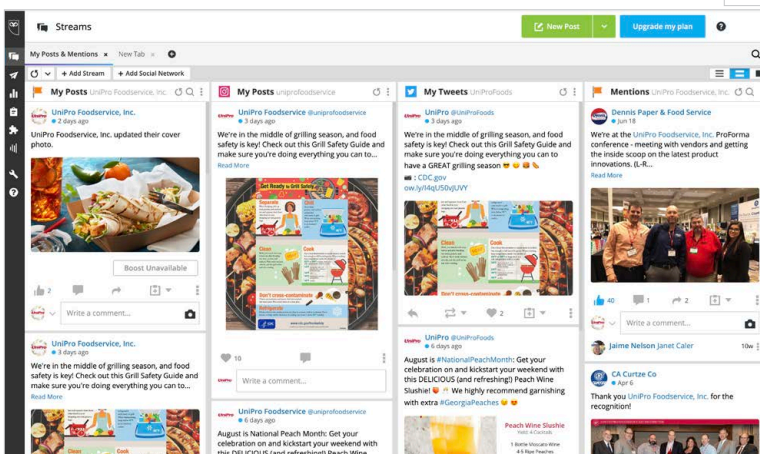 Streams
New Post
Upgrade my plan
My Posts & Mentions
New Tab
+ Add Stream
+ Add Social Network
My Posts UniPro Foodservice, Inc.
UniPro Foodservice, Inc.
2 days ago
UniPro Foodservice, Inc. updated their cover
photo.
Boost Unavailable
2
Write a comment...
UniPro Foodservice, Inc.
3 days ago
We're in the middle of grilling season, and food
safety is key! Check out this Grill Safety Guide and
make sure you're doing everything you can to...
Read More
My Posts uniprofoodservice
UniPro Foodservice @uniprofoodservice
3 days ago
We're in the middle of grilling season, and food
safety is key! Check out this Grill Safety Guide and
make sure you're doing everything you can to...
Read More
Get Ready to Grill Safely
Separate
Clean
Cook
Don't cross-contaminate
Refrigerate
10
Write a comment...
UniPro Foodservice @uniprofoodservice
6 days ago
August is National Peach Month: Get your
celebration on and kickstart your weekend with
this DELICIOUS (and refreshing!) Peach Wine
My Tweets UniProFoods
UniPro @UniProFoods
3 days ago
We're in the middle of grilling season, and food
safety is key! Check out this Grill Safety Guide and
make sure you're doing everything you can to
have a GREAT grilling season
: CDC.gov
ow.ly/I4qU50vJUVY
Clean
Cook
2
UniPro @UniProFoods
6 days ago
August is #NationalPeachMonth: Get your
celebration on and kickstart your weekend with
this DELICIOUS (and refreshing!) Peach Wine
Slushie! We highly recommend garnishing
with extra #GeorgiaPeaches
Peach Wine Slushie
Yield: 4 Cocktails
1 Bottle Moscato Wine
4-6 Ripe Peaches
Mentions UniPro Foodservice, Inc.
Dennis Paper & Food Service
Jun 18
We're at the UniPro Foodservice, Inc. ProForma
conference - meeting with vendors and getting
the inside scoop on the latest product
innovations. (L-R...
Read More
40
1
2
Write a comment...
Jaime Nelson Janet Caler
10w
CA Curtze Co
Apr 6
Thank you UniPro Foodservice, Inc. for the
recognition!